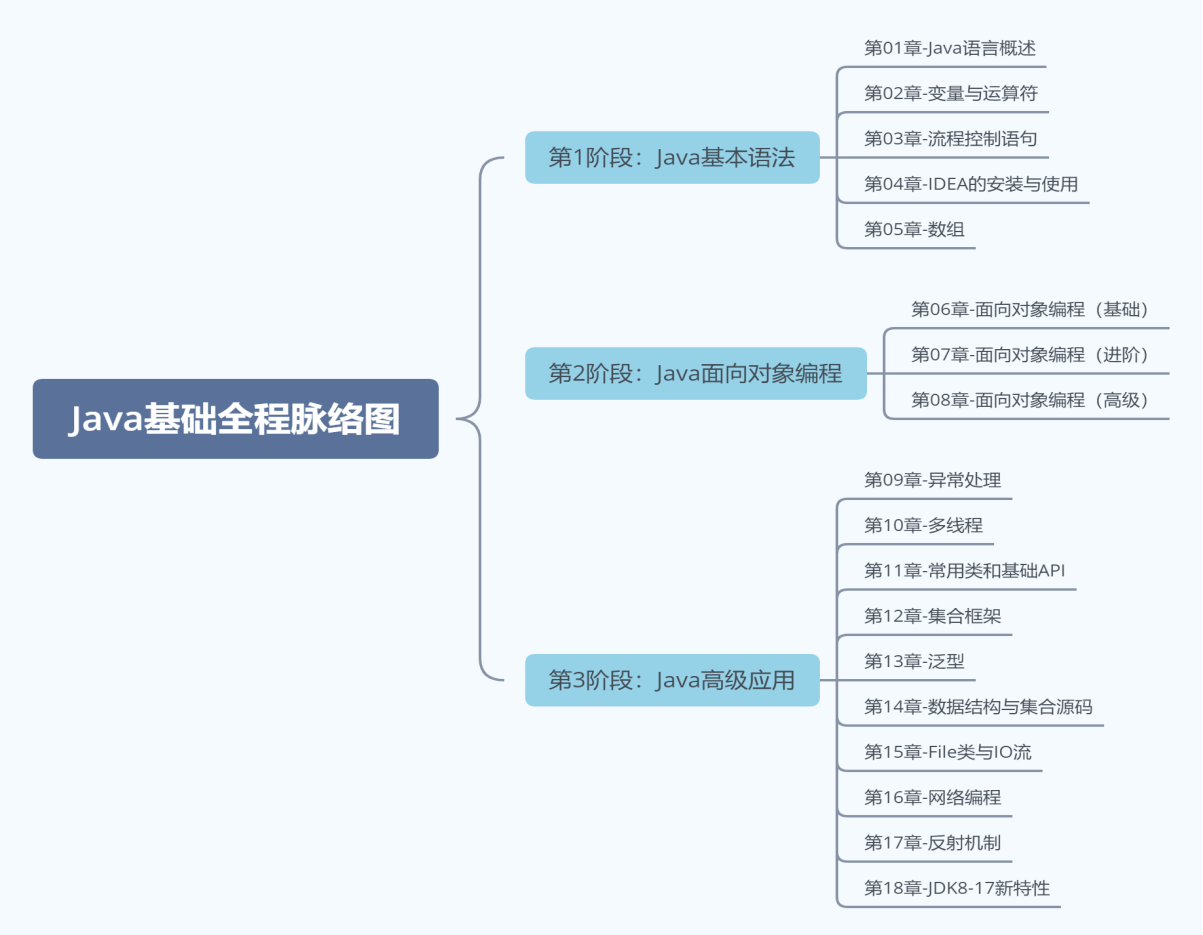 Java基础全程脉络图
第1阶段：Java基本语法
第01章-Java语言概述
第02章-变量与运算符
第03章-流程控制语句
第04章-IDEA的安装与使用
第05章-数组
第2阶段：Java面向对象编程
第06章-面向对象编程（基础）
第07章-面向对象编程（进阶）
第08章-面向对象编程（高级）
第3阶段：Java高级应用
第09章-异常处理
第10章-多线程
第11章-常用类和基础API
第12章-集合框架
第13章-泛型
第14章-数据结构与集合源码
第15章-File类与IO流
第16章-网络编程
第17章-反射机制
第18章-JDK8-17新特性